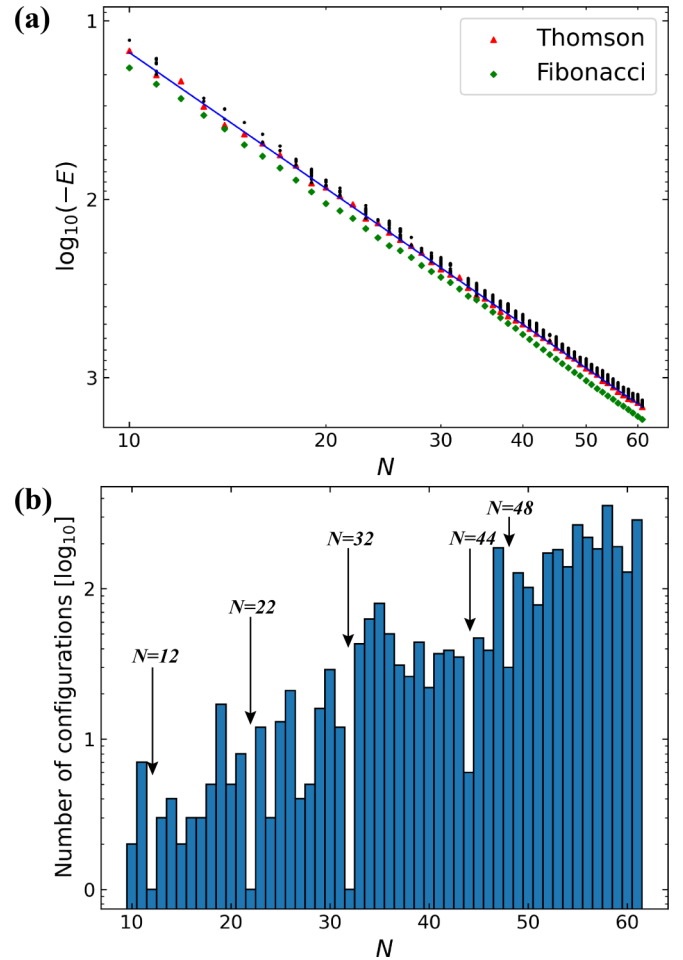 (a)
1
2
3
log₁₀(−E)
Thomson
Fibonacci
10
20
30
40
50
60
N
(b)
2
1
0
Number of configurations [log₁₀]
N=12
N=22
N=32
N=44
N=48
10
20
30
40
50
60
N